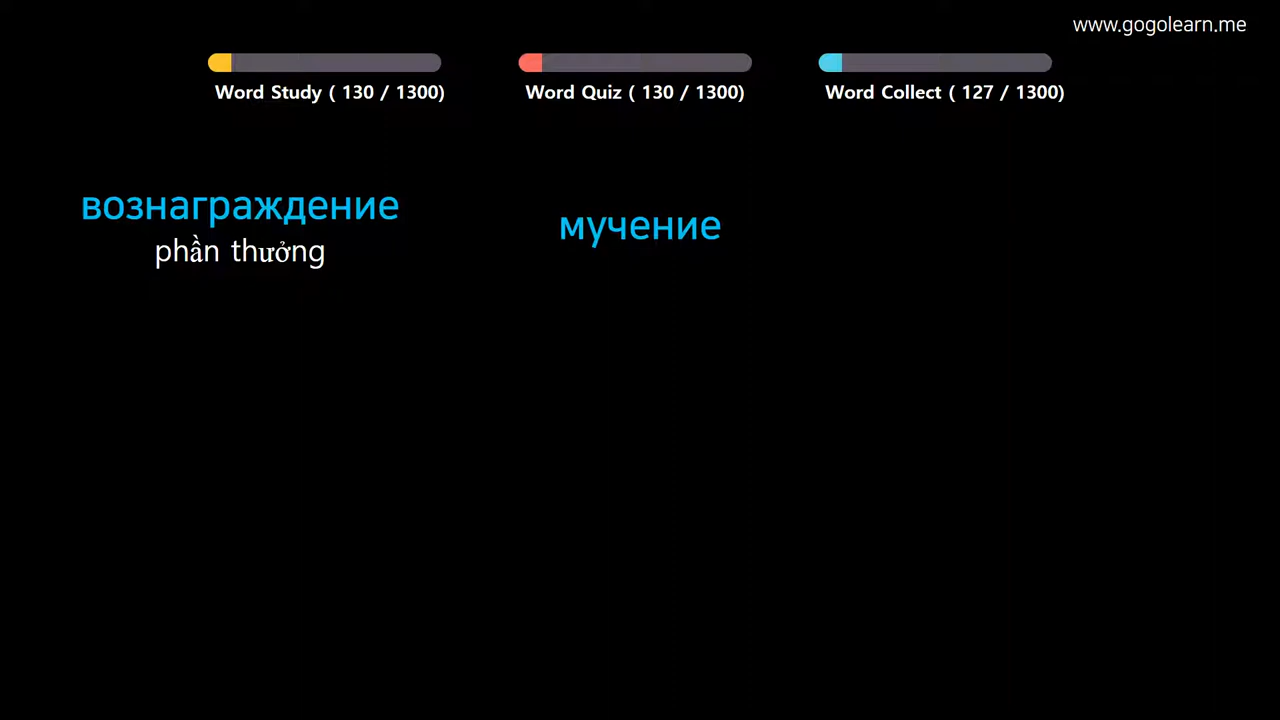 www.gogolearn.me
Word Study ( 130 / 1300)
Word Quiz ( 130 / 1300)
Word Collect ( 127 / 1300)
вознаграждение
phần thưởng
мучение